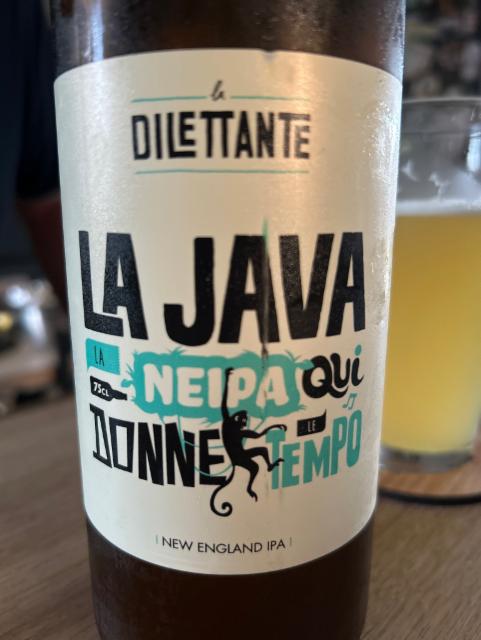 la
DILETTANTE
LA JAVA
LA NEIPA QUi
75CL
DONNE LE TEMPO
NEW ENGLAND IPA